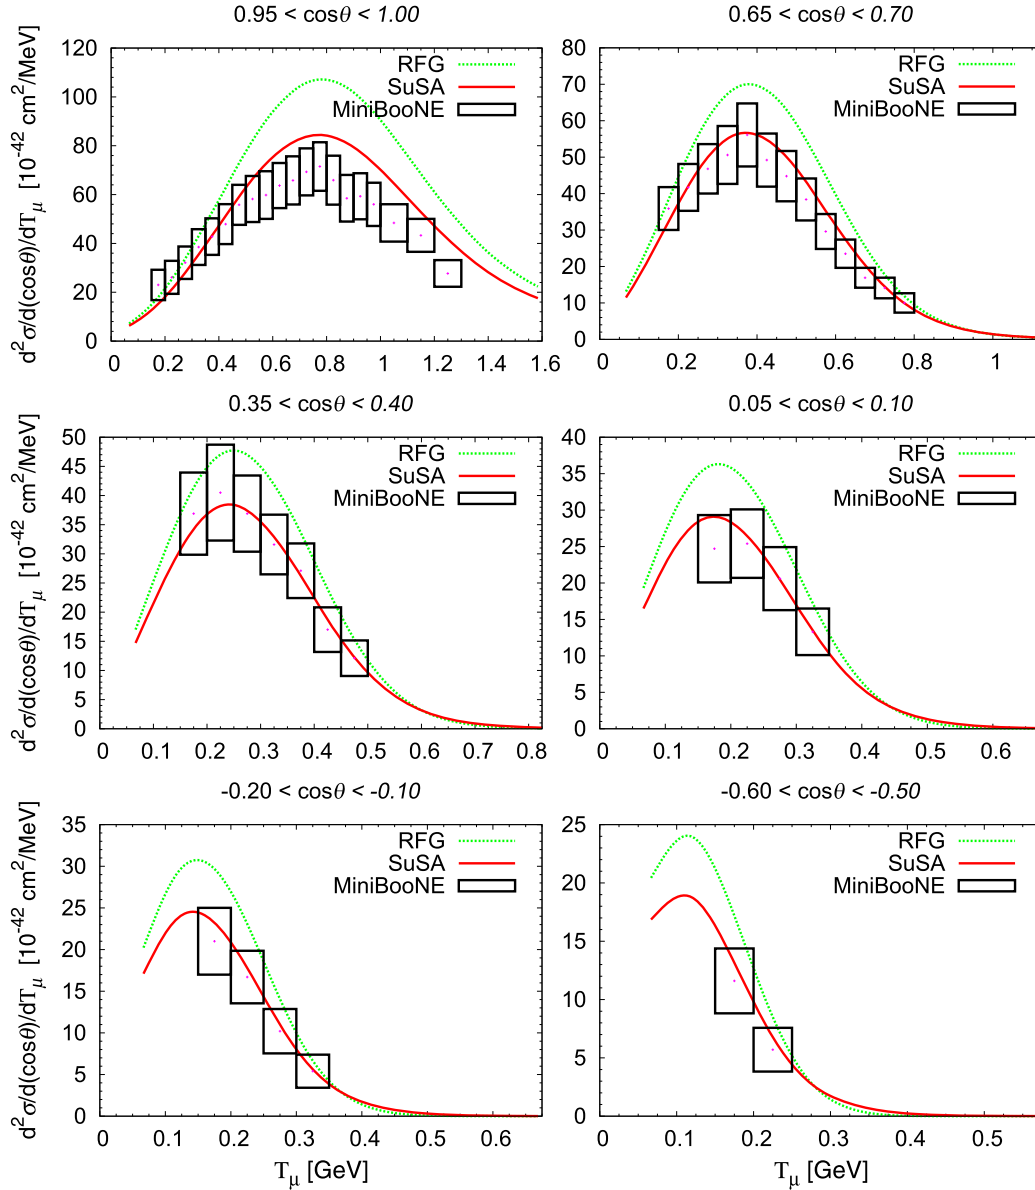 0.95 < cosθ < 1.00
d²σ/d(cosθ)/dTμ [10⁻⁴² cm²/MeV]
RFG
SuSA
MiniBooNE
120
100
80
60
40
20
0
0 0.2 0.4 0.6 0.8 1 1.2 1.4 1.6
0.65 < cosθ < 0.70
RFG
SuSA
MiniBooNE
80
70
60
50
40
30
20
10
0
0 0.2 0.4 0.6 0.8 1
0.35 < cosθ < 0.40
d²σ/d(cosθ)/dTμ [10⁻⁴² cm²/MeV]
RFG
SuSA
MiniBooNE
50
45
40
35
30
25
20
15
10
5
0
0 0.1 0.2 0.3 0.4 0.5 0.6 0.7 0.8
0.05 < cosθ < 0.10
RFG
SuSA
MiniBooNE
40
35
30
25
20
15
10
5
0
0 0.1 0.2 0.3 0.4 0.5 0.6
-0.20 < cosθ < -0.10
d²σ/d(cosθ)/dTμ [10⁻⁴² cm²/MeV]
RFG
SuSA
MiniBooNE
35
30
25
20
15
10
5
0
0 0.1 0.2 0.3 0.4 0.5 0.6
Tμ [GeV]
-0.60 < cosθ < -0.50
RFG
SuSA
MiniBooNE
25
20
15
10
5
0
0 0.1 0.2 0.3 0.4 0.5
Tμ [GeV]